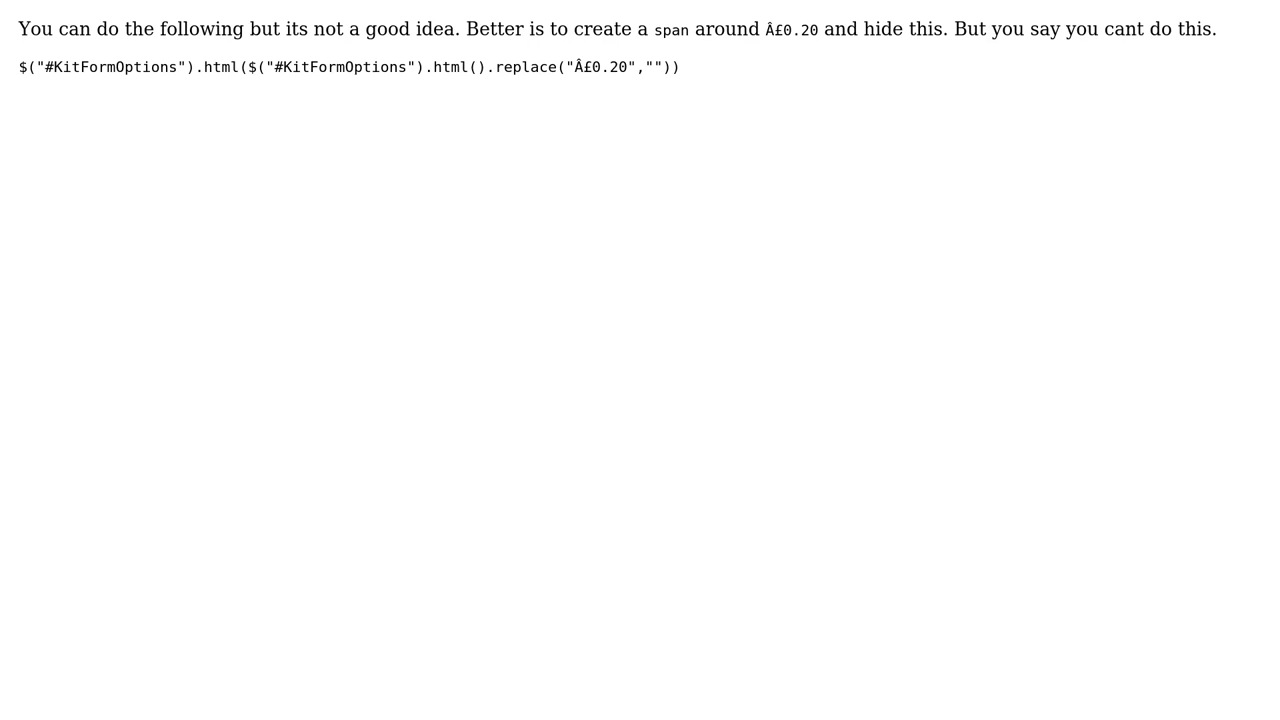 You can do the following but its not a good idea. Better is to create a span around Â£0.20 and hide this. But you say you cant do this.
$("#KitFormOptions").html($("#KitFormOptions").html().replace("Â£0.20",""))